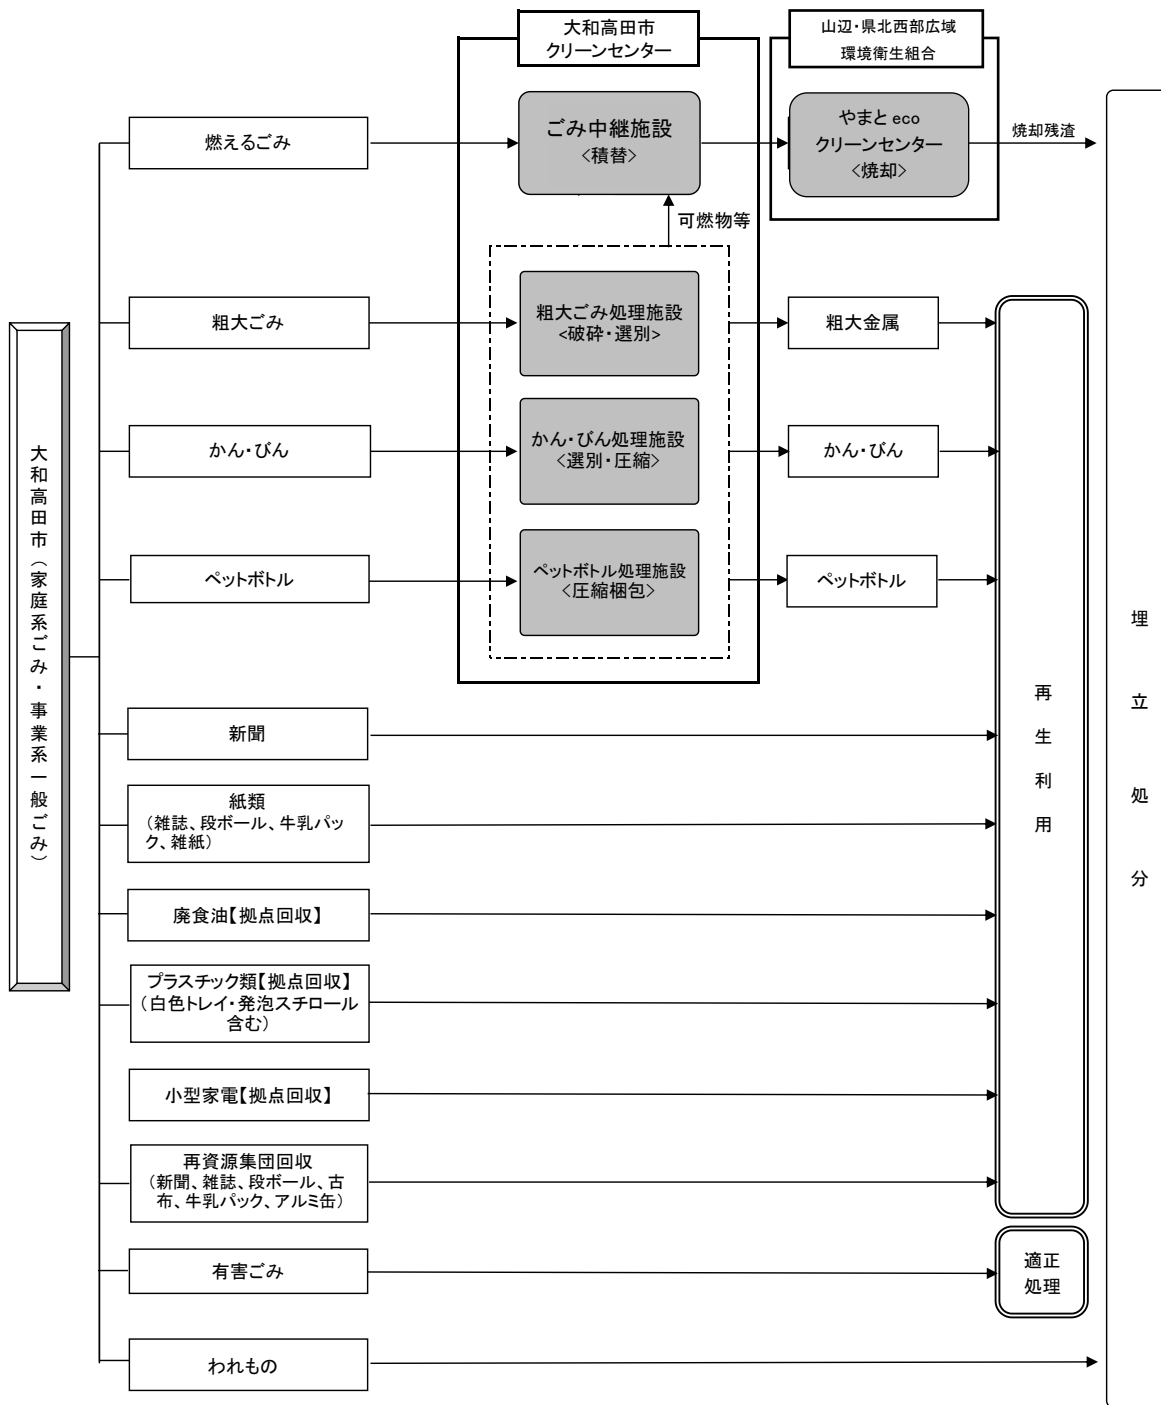 大和高田市
クリーンセンター
山辺・県北西部広域
環境衛生組合
燃えるごみ
ごみ中継施設
<積替>
やまと eco
クリーンセンター
<焼却>
焼却残渣
可燃物等
粗大ごみ
粗大ごみ処理施設
<破砕・選別>
粗大金属
かん・びん
かん・びん処理施設
<選別・圧縮>
かん・びん
ペットボトル
ペットボトル処理施設
<圧縮梱包>
ペットボトル
大和高田市（家庭系ごみ・事業系一般ごみ）
新聞
紙類
（雑誌、段ボール、牛乳パッ
ク、雑紙）
廃食油【拠点回収】
プラスチック類【拠点回収】
（白色トレイ・発泡スチロール
含む）
小型家電【拠点回収】
再資源集団回収
（新聞、雑誌、段ボール、古
布、牛乳パック、アルミ缶）
有害ごみ
われもの
再生利用
適正
処理
埋立処分